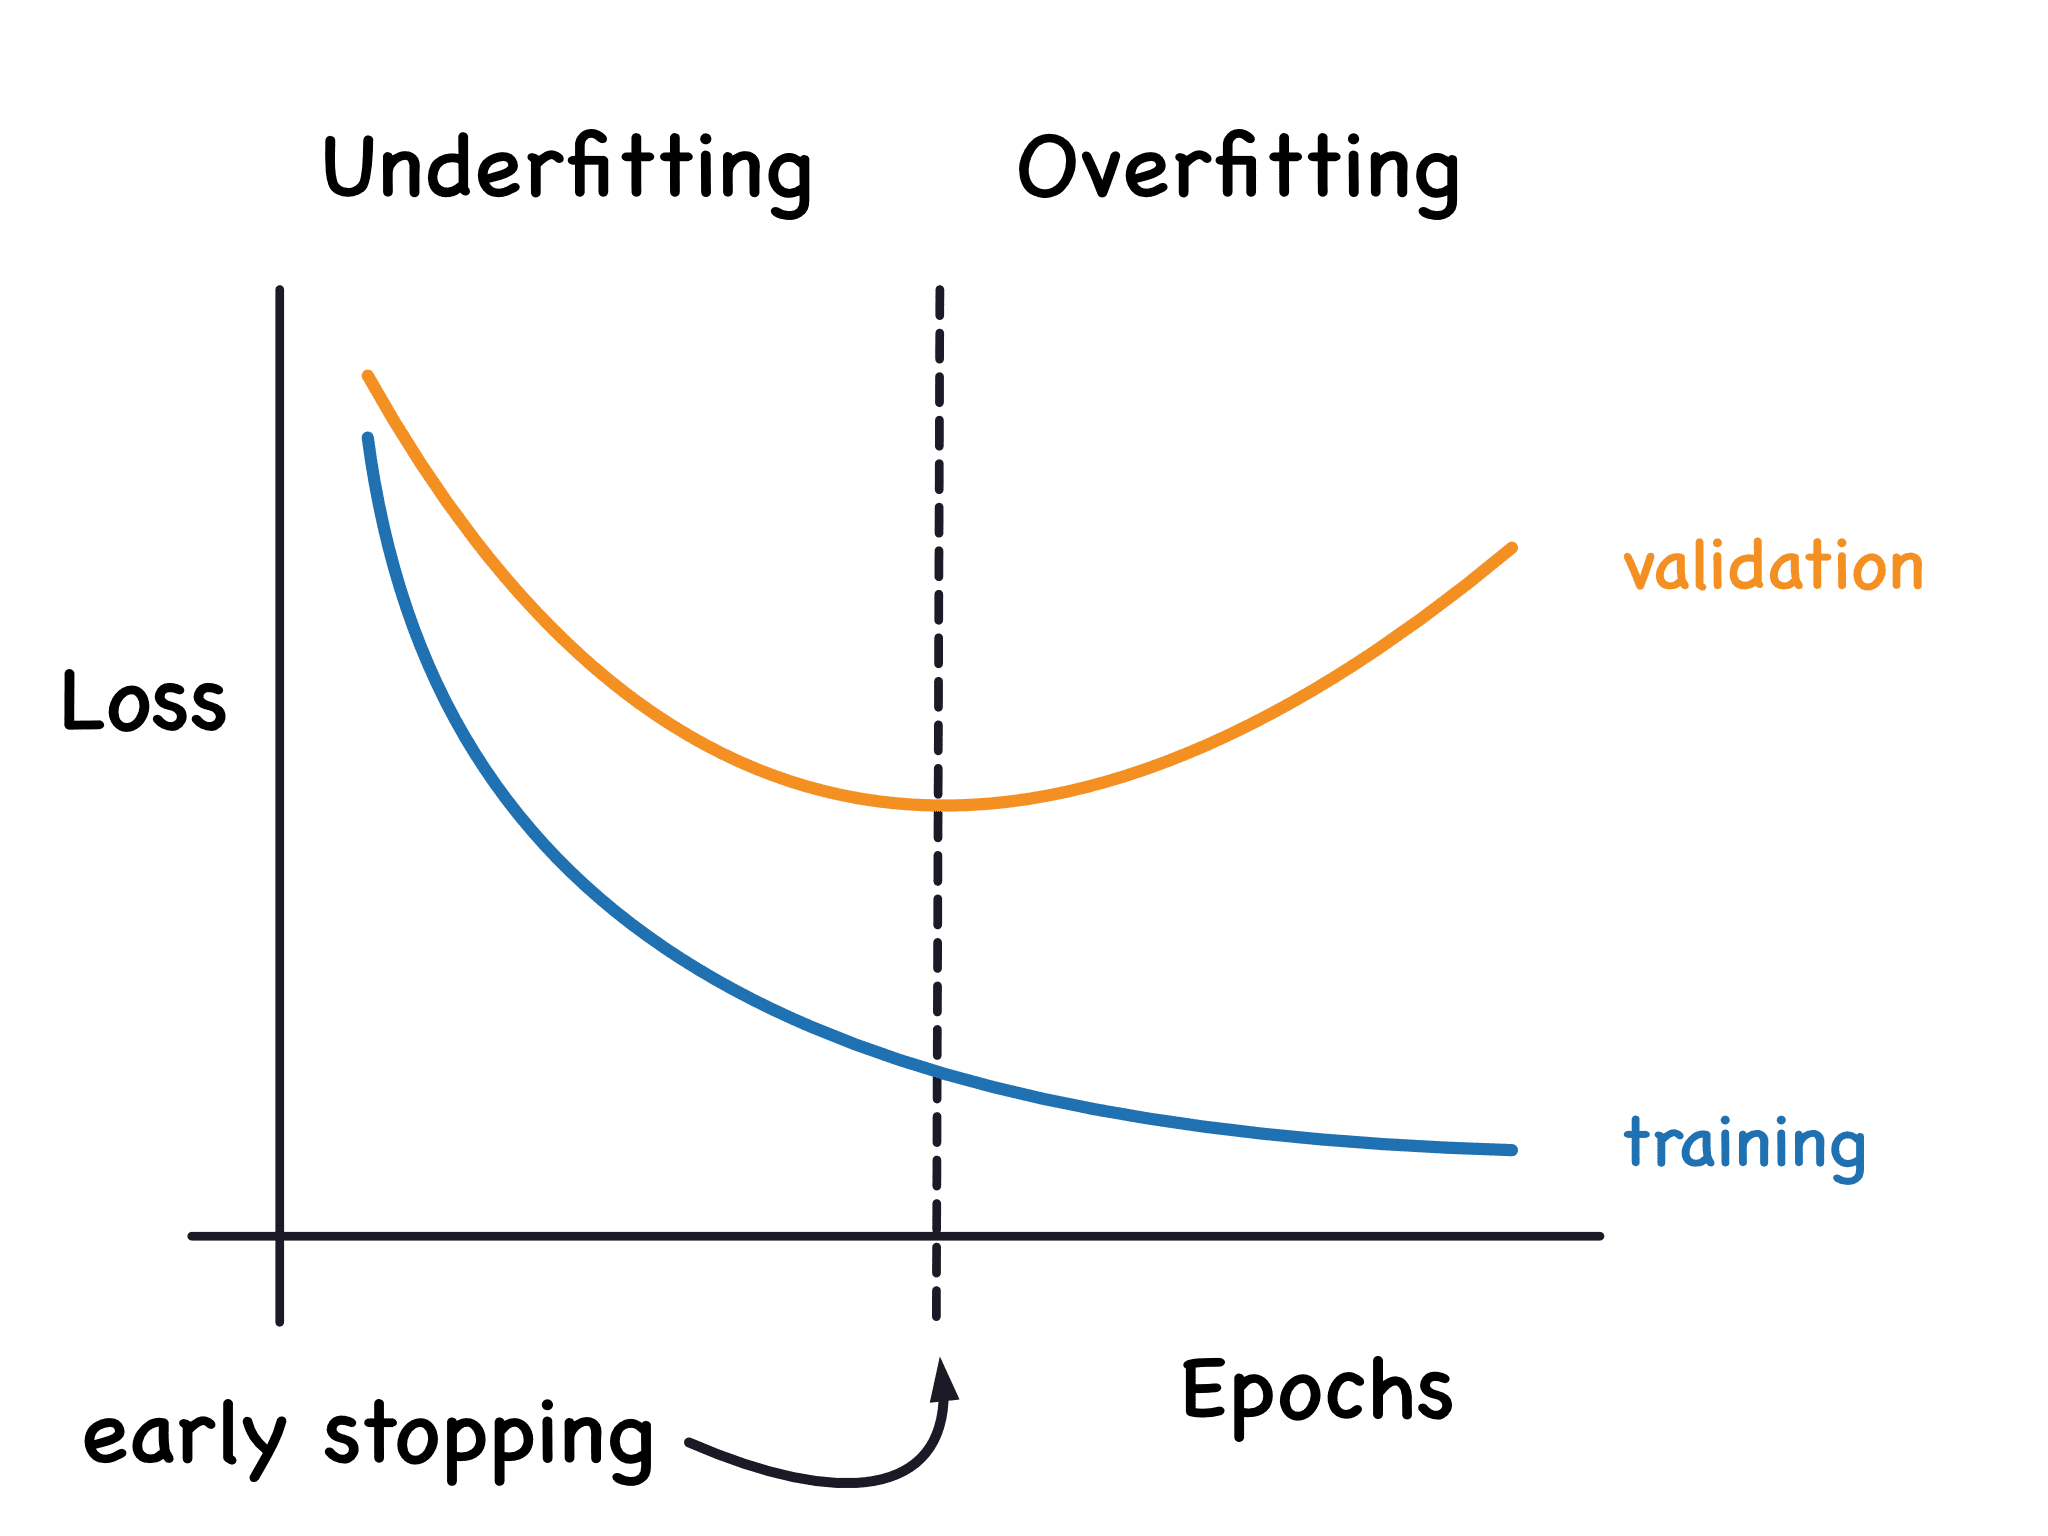 Underfitting
Overfitting
validation
Loss
training
Epochs
early stopping